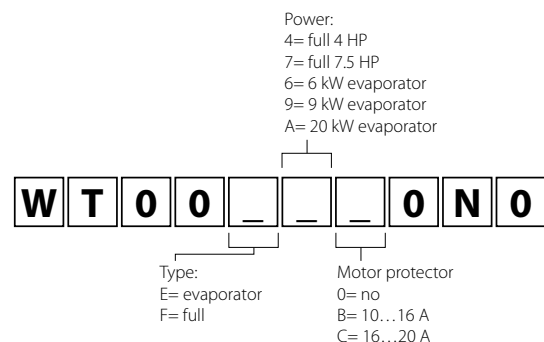 Power:
4= full 4 HP
7= full 7.5 HP
6= 6 kW evaporator
9= 9 kW evaporator
A= 20 kW evaporator
W T 0 0 _ _ _ 0 N 0
Type:
E= evaporator
F= full
Motor protector
0= no
B= 10…16 A
C= 16…20 A